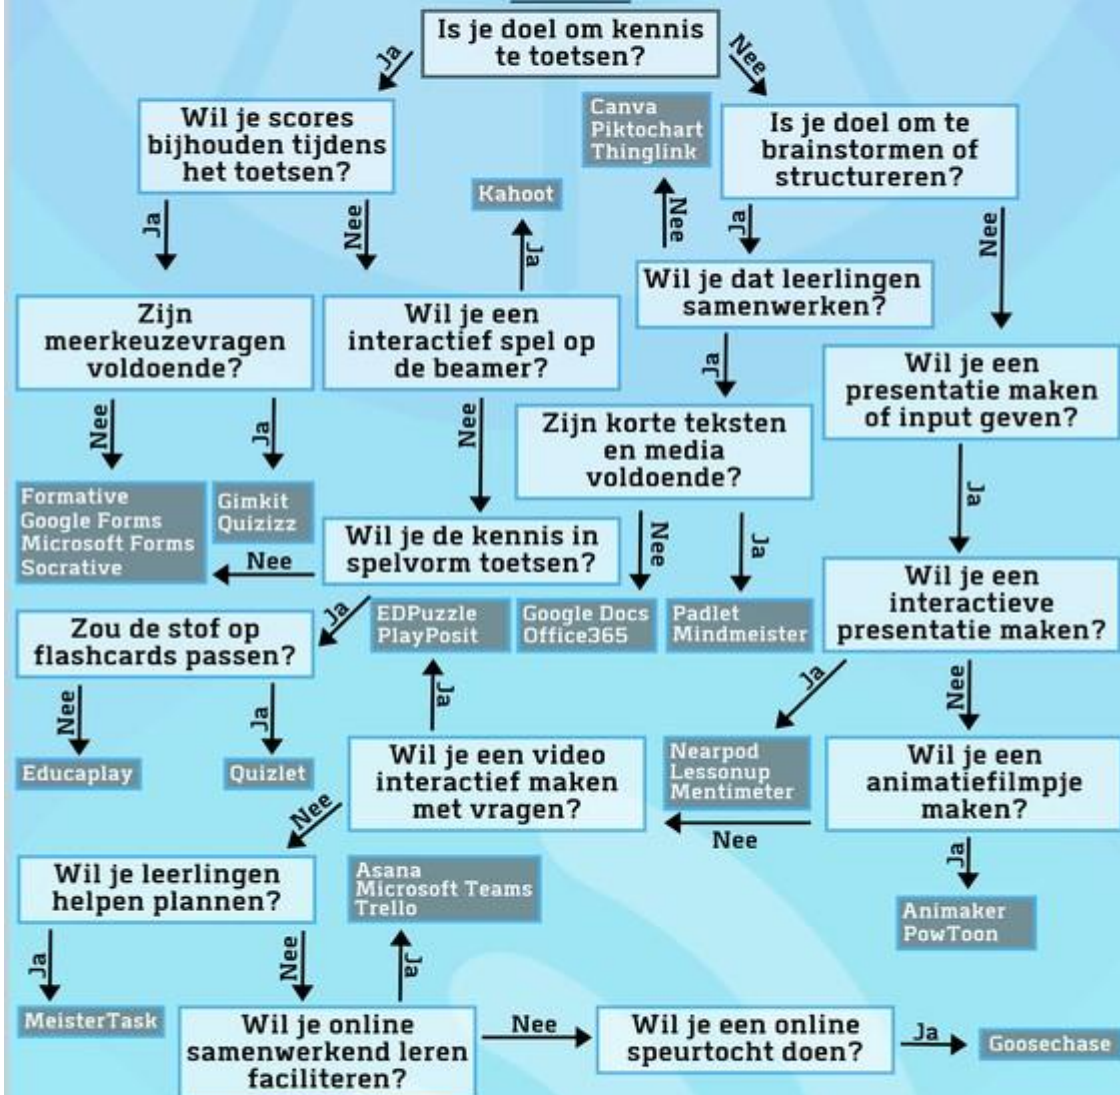 Is je doel om kennis
te toetsen?
Ja
Nee
Wil je scores
bijhouden tijdens
het toetsen?
Canva
Piktochart
Thinglink
Is je doel om te
brainstormen of
structureren?
Kahoot
Ja
Nee
Ja
Nee
Ja
Nee
Wil je dat leerlingen
samenwerken?
Zijn
meerkeuzevragen
voldoende?
Wil je een
interactief spel op
de beamer?
Ja
Wil je een
presentatie maken
of input geven?
Nee
Ja
Nee
Zijn korte teksten
en media
voldoende?
Ja
Formative
Google Forms
Microsoft Forms
Socrative
Gimkit
Quizizz
Nee
Wil je de kennis in
spelvorm toetsen?
Nee
Ja
Wil je een
interactieve
presentatie maken?
Ja
Zou de stof op
flashcards passen?
EDPuzzle
PlayPosit
Google Docs
Office365
Padlet
Mindmeister
Nee
Ja
Ja
Ja
Nee
Educaplay
Quizlet
Wil je een video
interactief maken
met vragen?
Nearpod
Lessonup
Mentimeter
Wil je een
animatiefilmpje
maken?
Nee
Nee
Ja
Wil je leerlingen
helpen plannen?
Asana
Microsoft Teams
Trello
Animaker
PowToon
Ja
Nee
Ja
MeisterTask
Wil je online
samenwerkend leren
faciliteren?
Nee
Wil je een online
speurtocht doen?
Ja
Goosechase